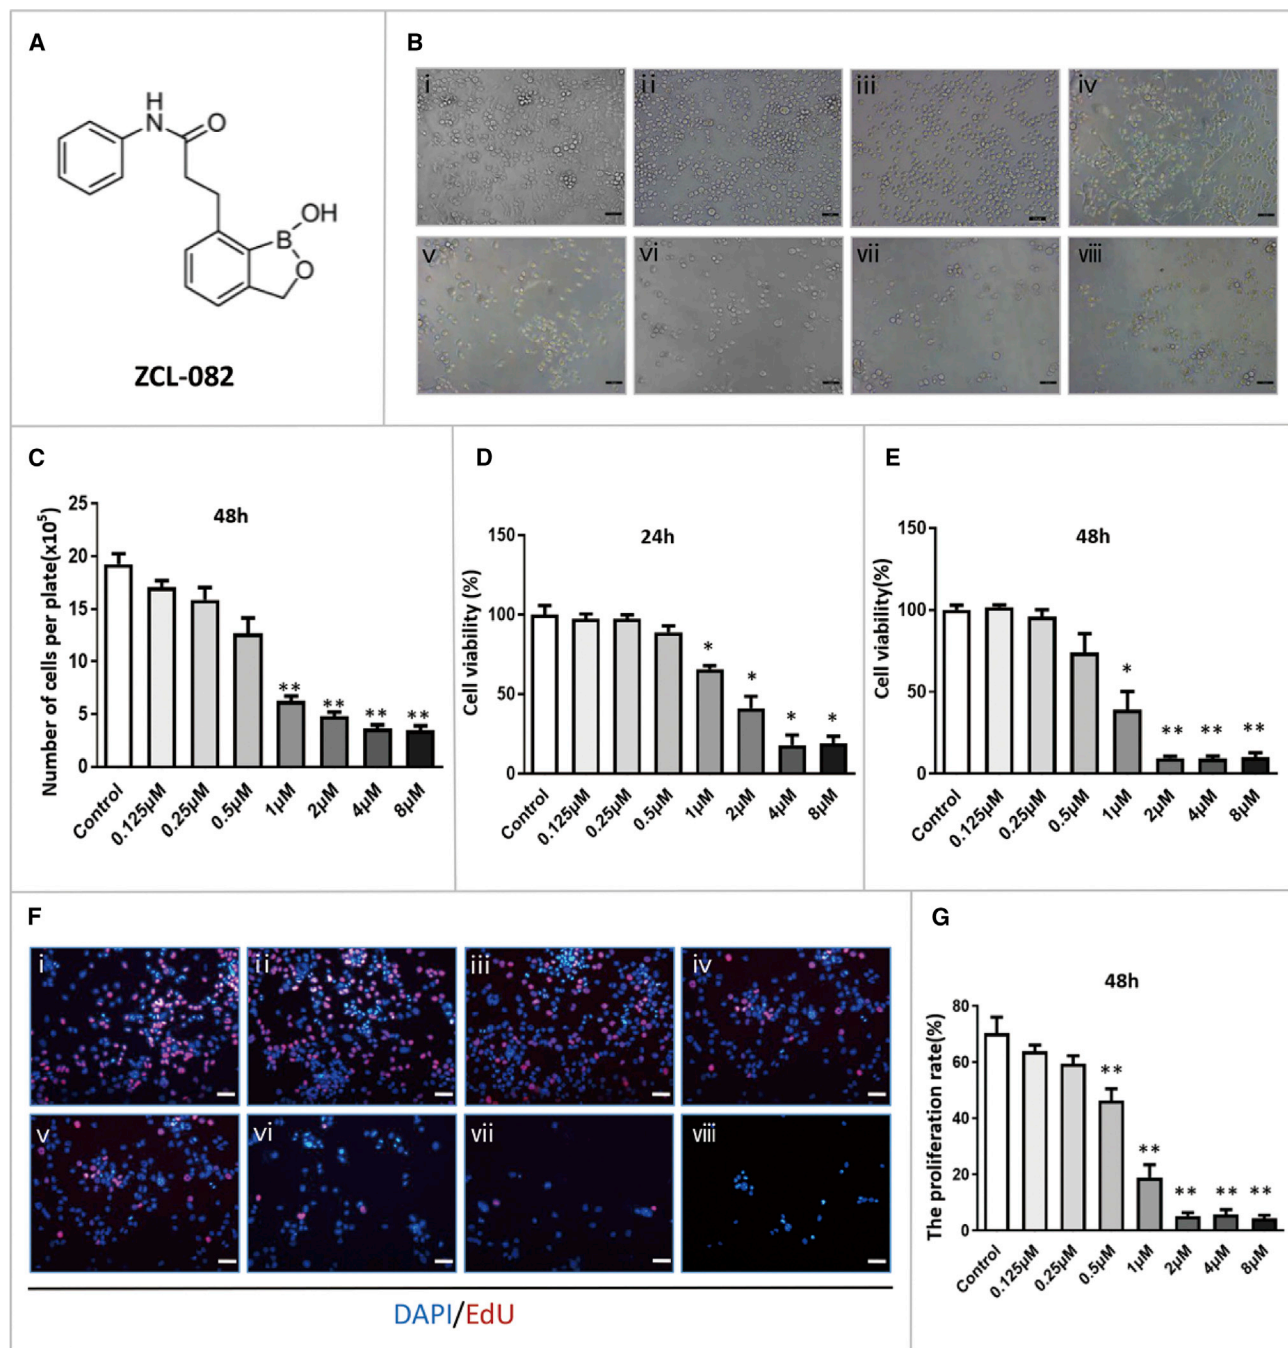 A
H
N
O
OH
B
O
ZCL-082
B
i
ii
iii
iv
v
vi
vii
viii
C
48h
Number of cells per plate(x10⁵)
25
20
15
10
5
0
** ** ** **
Control 0.125μM 0.25μM 0.5μM 1μM 2μM 4μM 8μM
D
24h
Cell viability (%)
150
100
50
0
* * * *
Control 0.125μM 0.25μM 0.5μM 1μM 2μM 4μM 8μM
E
48h
Cell viability(%)
150
100
50
0
* ** ** **
Control 0.125μM 0.25μM 0.5μM 1μM 2μM 4μM 8μM
F
i
ii
iii
iv
v
vi
vii
viii
DAPI/EdU
G
48h
The proliferation rate(%)
80
60
40
20
0
** ** ** ** **
Control 0.125μM 0.25μM 0.5μM 1μM 2μM 4μM 8μM